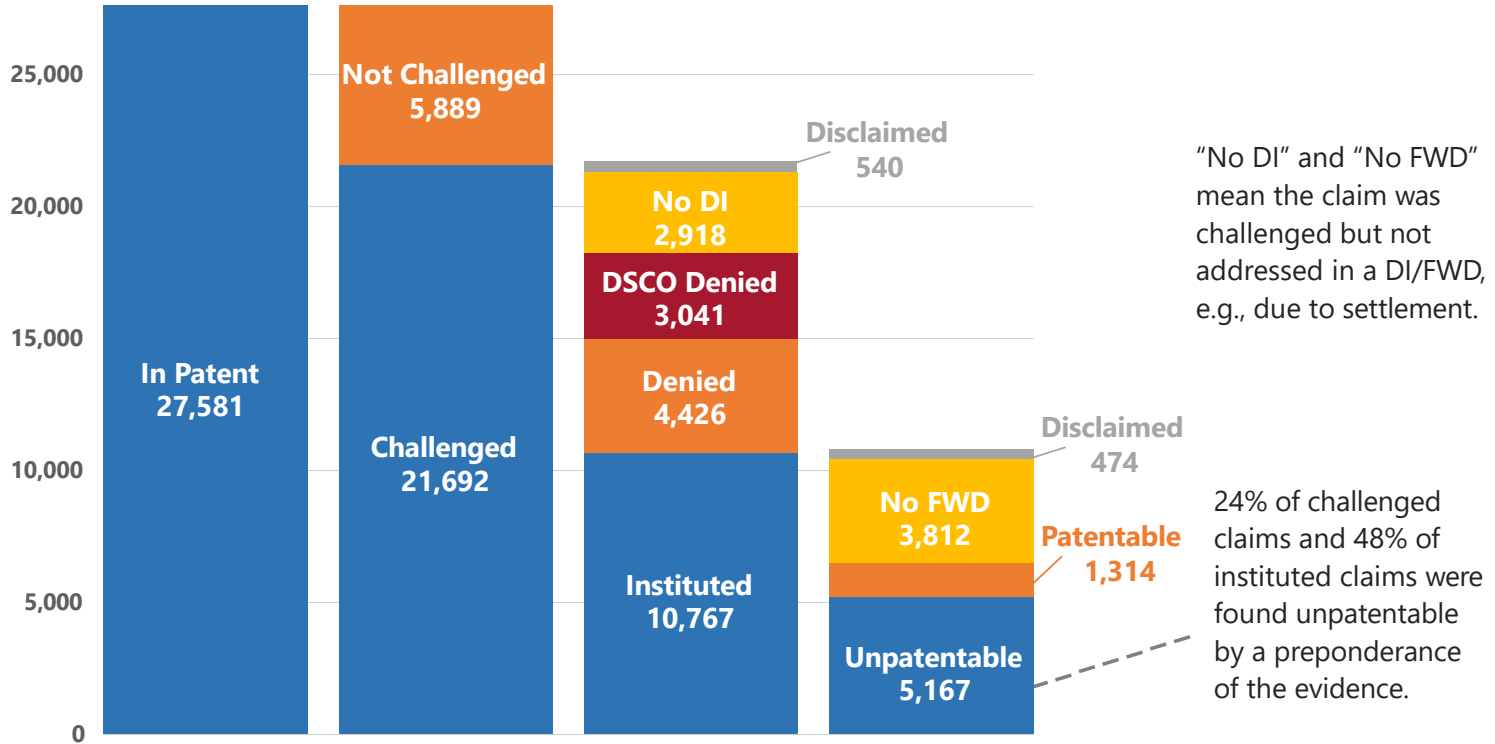 25,000
20,000
15,000
10,000
5,000
0
In Patent
27,581
Not Challenged
5,889
Challenged
21,692
Disclaimed
540
No DI
2,918
DSCO Denied
3,041
Denied
4,426
Instituted
10,767
Disclaimed
474
No FWD
3,812
Patentable
1,314
Unpatentable
5,167
“No DI” and “No FWD”
mean the claim was
challenged but not
addressed in a DI/FWD,
e.g., due to settlement.
24% of challenged
claims and 48% of
instituted claims were
found unpatentable
by a preponderance
of the evidence.